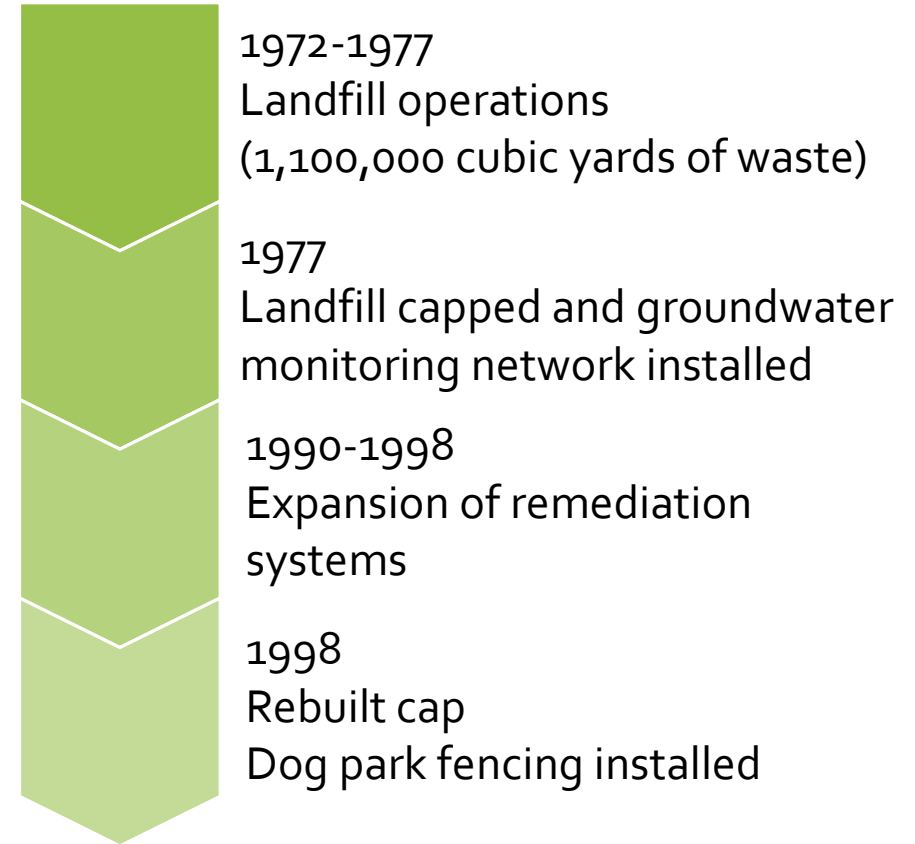 1972-1977
Landfill operations
(1,100,000 cubic yards of waste)
1977
Landfill capped and groundwater
monitoring network installed
1990-1998
Expansion of remediation
systems
1998
Rebuilt cap
Dog park fencing installed